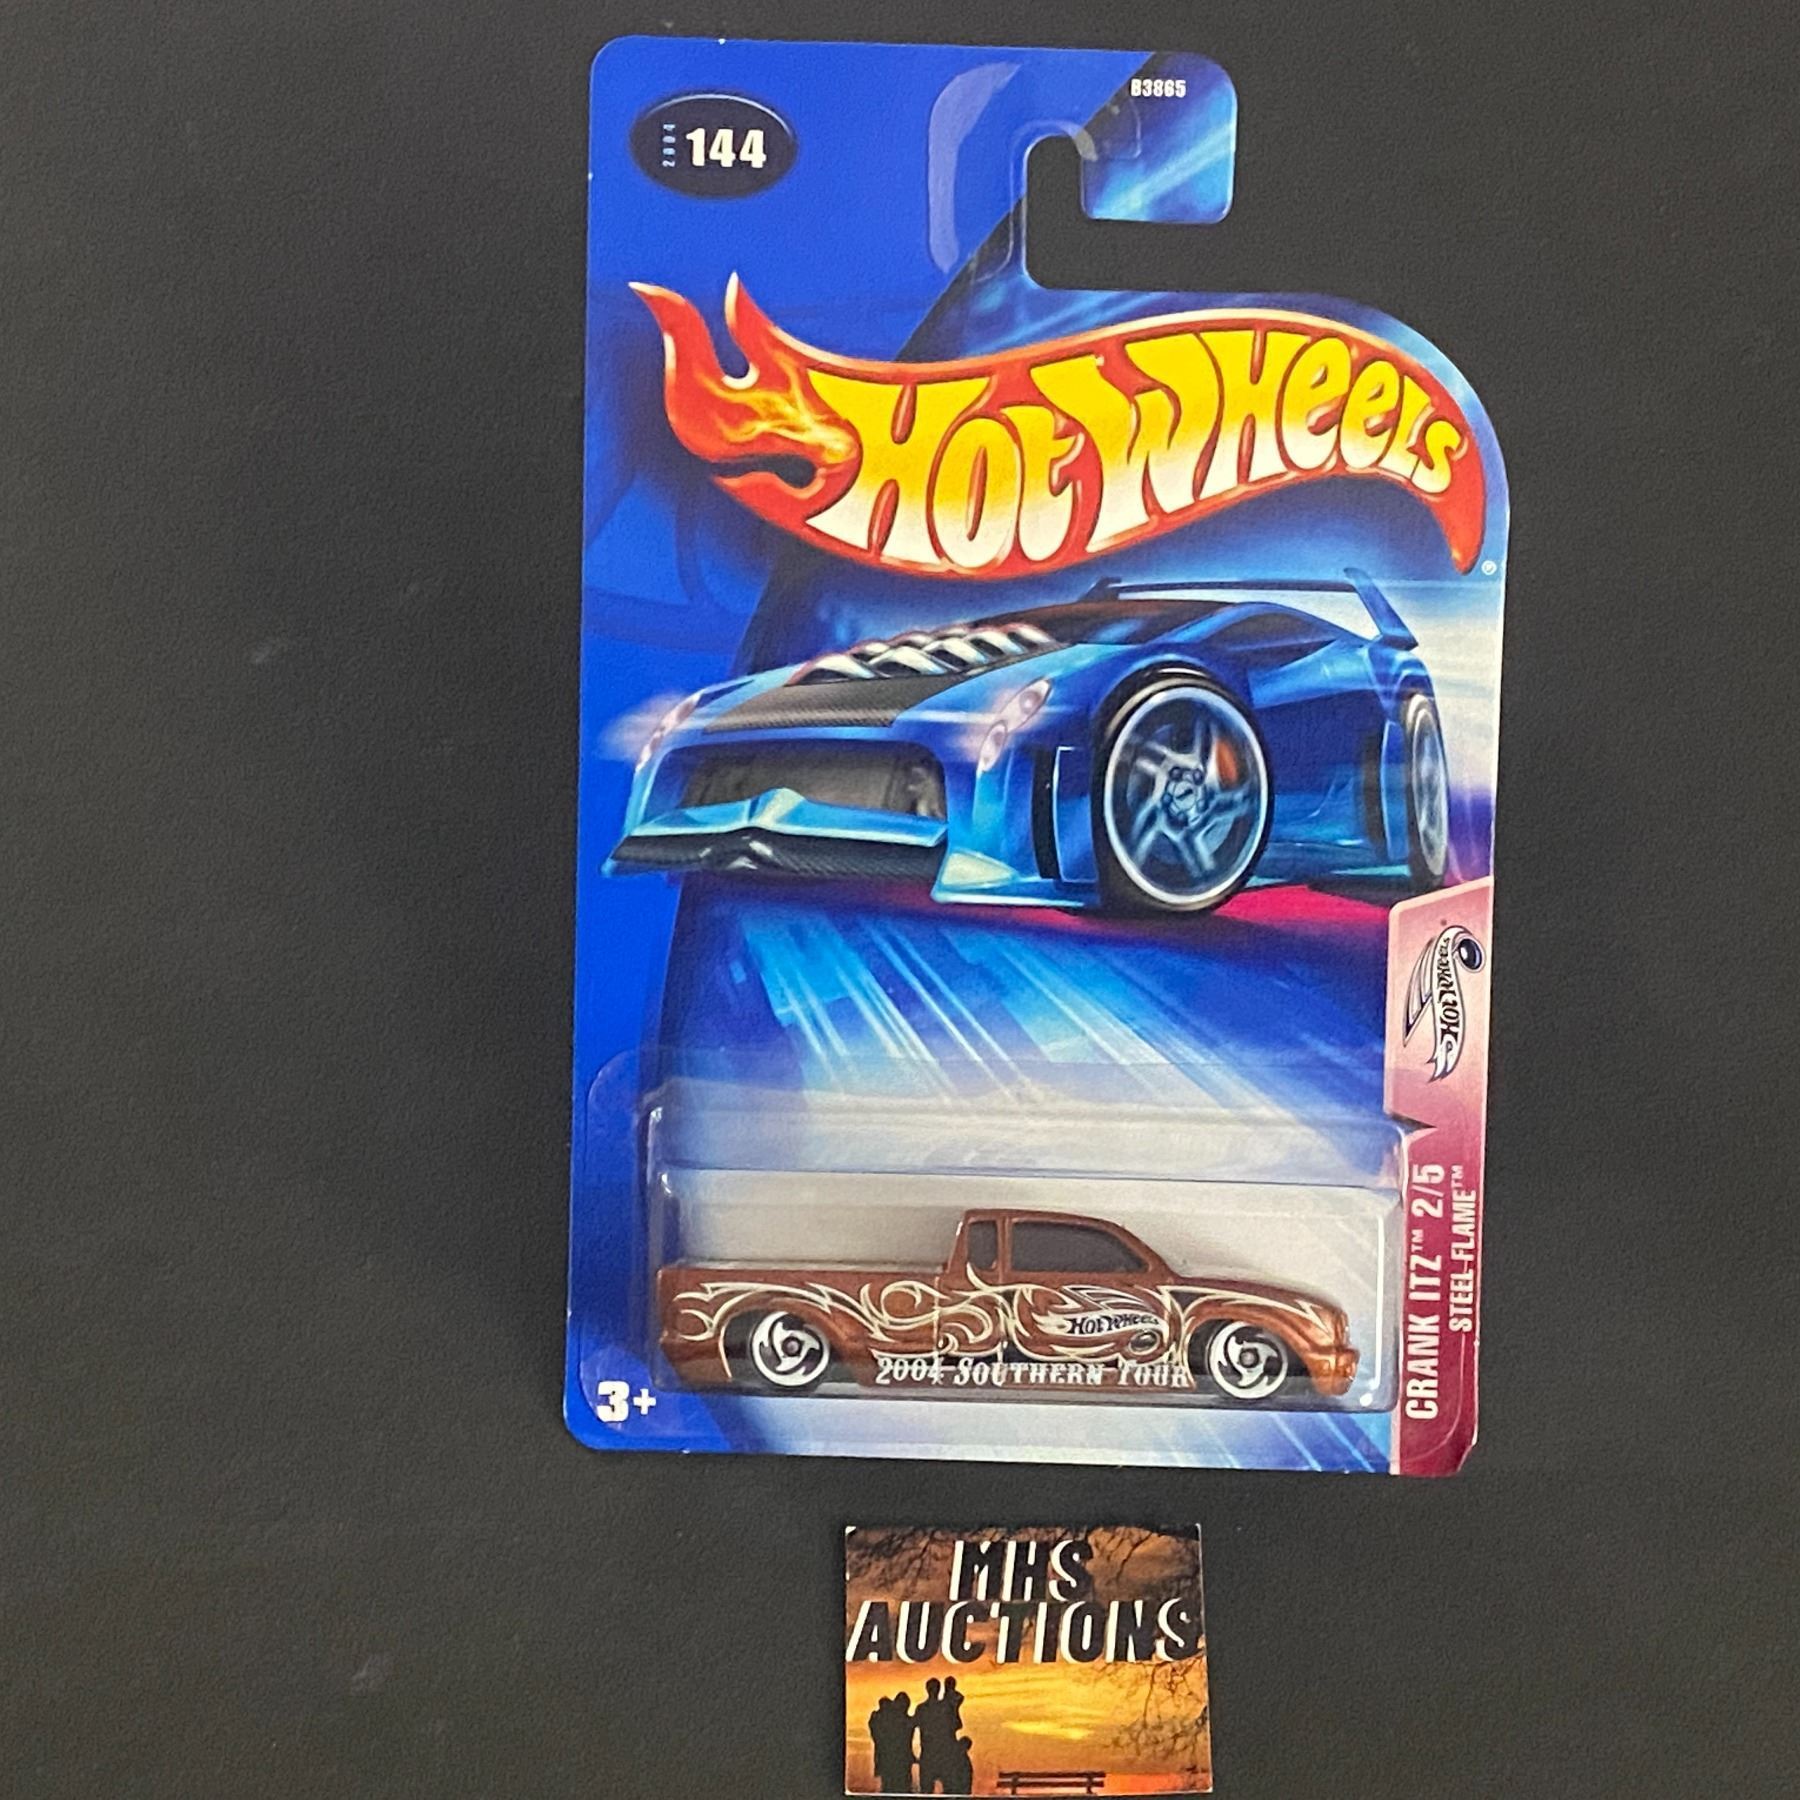 B3865
2004 144
HOT WHEELS
®
HOT WHEELS
CRANK ITZ™ 2/5
STEEL FLAME™
HOT WHEELS
2004 SOUTHERN TOUR
3+
MHS
AUCTIONS